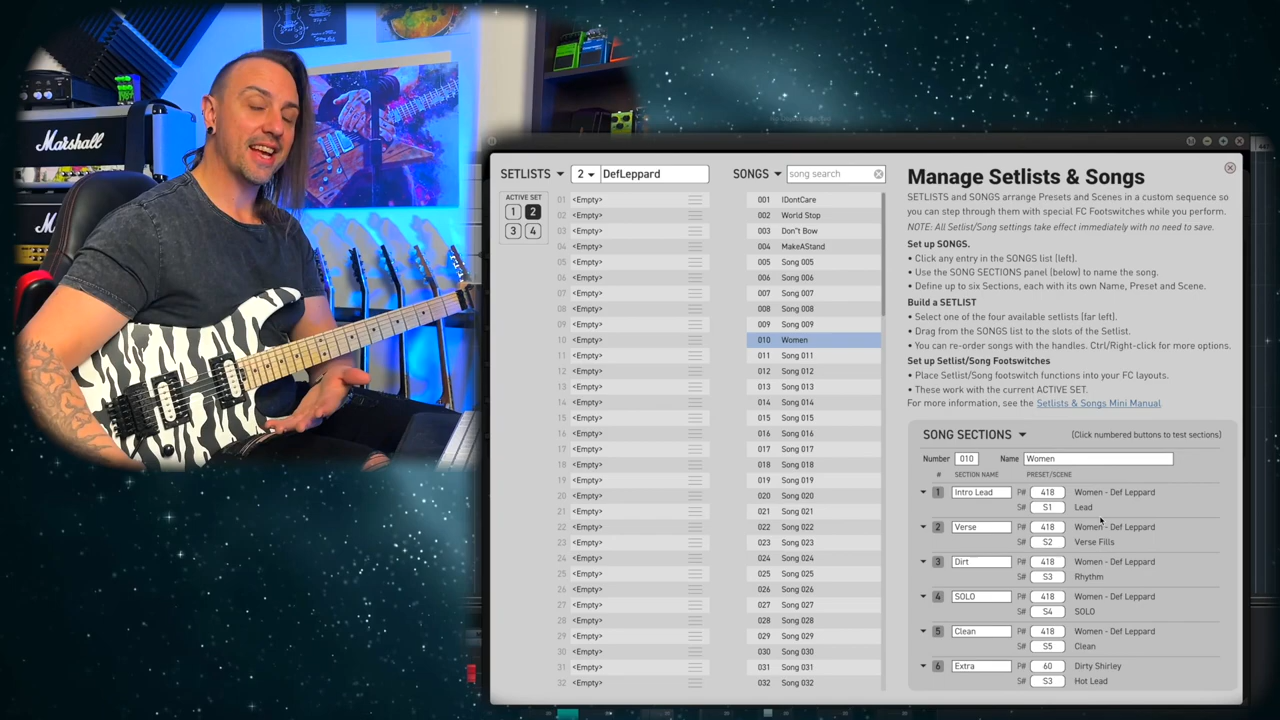 Marshall
SETLISTS
2
DefLeppard
SONGS
song search
ACTIVE SET
1
2
3
4
01 <Empty>
02 <Empty>
03 <Empty>
04 <Empty>
05 <Empty>
06 <Empty>
07 <Empty>
08 <Empty>
09 <Empty>
10 <Empty>
11 <Empty>
12 <Empty>
13 <Empty>
14 <Empty>
15 <Empty>
16 <Empty>
17 <Empty>
18 <Empty>
19 <Empty>
20 <Empty>
21 <Empty>
22 <Empty>
23 <Empty>
24 <Empty>
25 <Empty>
26 <Empty>
27 <Empty>
28 <Empty>
29 <Empty>
30 <Empty>
31 <Empty>
32 <Empty>
001 IDontCare
002 World Stop
003 Don"t Bow
004 MakeAStand
005 Song 005
006 Song 006
007 Song 007
008 Song 008
009 Song 009
010 Women
011 Song 011
012 Song 012
013 Song 013
014 Song 014
015 Song 015
016 Song 016
017 Song 017
018 Song 018
019 Song 019
020 Song 020
021 Song 021
022 Song 022
023 Song 023
024 Song 024
025 Song 025
026 Song 026
027 Song 027
028 Song 028
029 Song 029
030 Song 030
031 Song 031
032 Song 032
Manage Setlists & Songs
SETLISTS and SONGS arrange Presets and Scenes in a custom sequence so
you can step through them with special FC Footswitches while you perform.
NOTE: All Setlist/Song settings take effect immediately with no need to save.
Set up SONGS.
• Click any entry in the SONGS list (left).
• Use the SONG SECTIONS panel (below) to name the song.
• Define up to six Sections, each with its own Name, Preset and Scene.
Build a SETLIST
• Select one of the four available setlists (far left).
• Drag from the SONGS list to the slots of the Setlist.
• You can re-order songs with the handles. Ctrl/Right-click for more options.
Set up Setlist/Song Footswitches
• Place Setlist/Song footswitch functions into your FC layouts.
• These work with the current ACTIVE SET.
For more information, see the Setlists & Songs Mini Manual
SONG SECTIONS
(Click numbered buttons to test sections)
Number 010 Name Women
# SECTION NAME PRESET/SCENE
1 Intro Lead P# 418 Women - Def Leppard
S# S1 Lead
2 Verse P# 418 Women - Def Leppard
S# S2 Verse Fills
3 Dirt P# 418 Women - Def Leppard
S# S3 Rhythm
4 SOLO P# 418 Women - Def Leppard
S# S4 SOLO
5 Clean P# 418 Women - Def Leppard
S# S5 Clean
6 Extra P# 60 Dirty Shirley
S# S3 Hot Lead